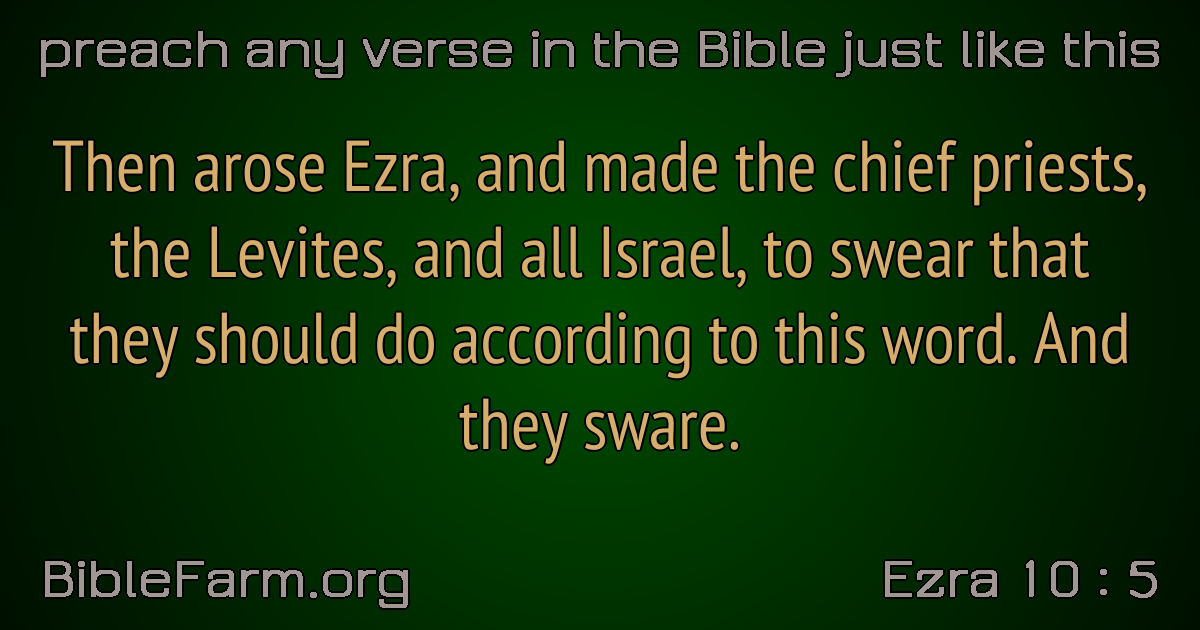 preach any verse in the Bible just like this
Then arose Ezra, and made the chief priests,
the Levites, and all Israel, to swear that
they should do according to this word. And
they sware.
BibleFarm.org
Ezra 10 : 5